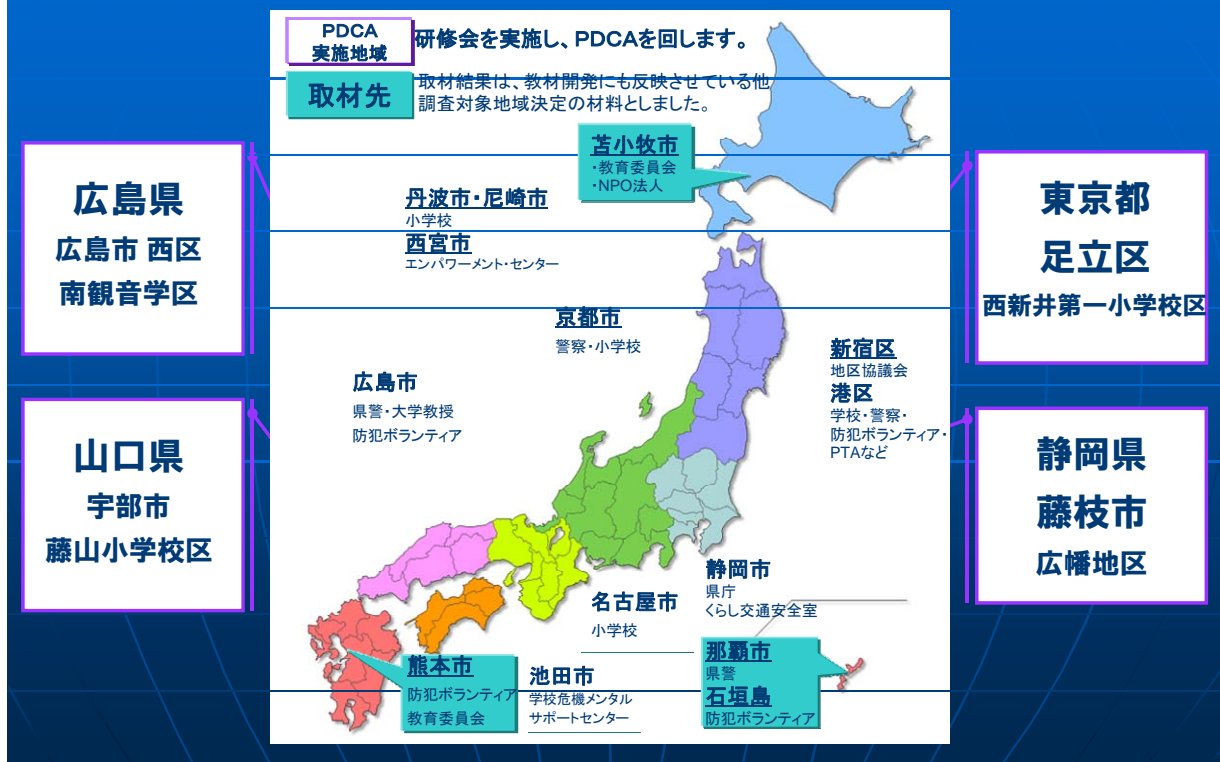 PDCA
実施地域
研修会を実施し、PDCAを回します。
取材先
取材結果は、教材開発にも反映させている他
調査対象地域決定の材料としました。
広島県
広島市 西区
南観音学区
山口県
宇部市
藤山小学校区
苫小牧市
・教育委員会
・NPO法人
丹波市・尼崎市
小学校
西宮市
エンパワーメント・センター
京都市
警察・小学校
広島市
県警・大学教授
防犯ボランティア
新宿区
地区協議会
港区
学校・警察・
防犯ボランティア・
PTAなど
静岡市
県庁
くらし交通安全室
名古屋市
小学校
熊本市
防犯ボランティア
教育委員会
池田市
学校危機メンタル
サポートセンター
那覇市
県警
石垣島
防犯ボランティア
東京都
足立区
西新井第一小学校区
静岡県
藤枝市
広幡地区